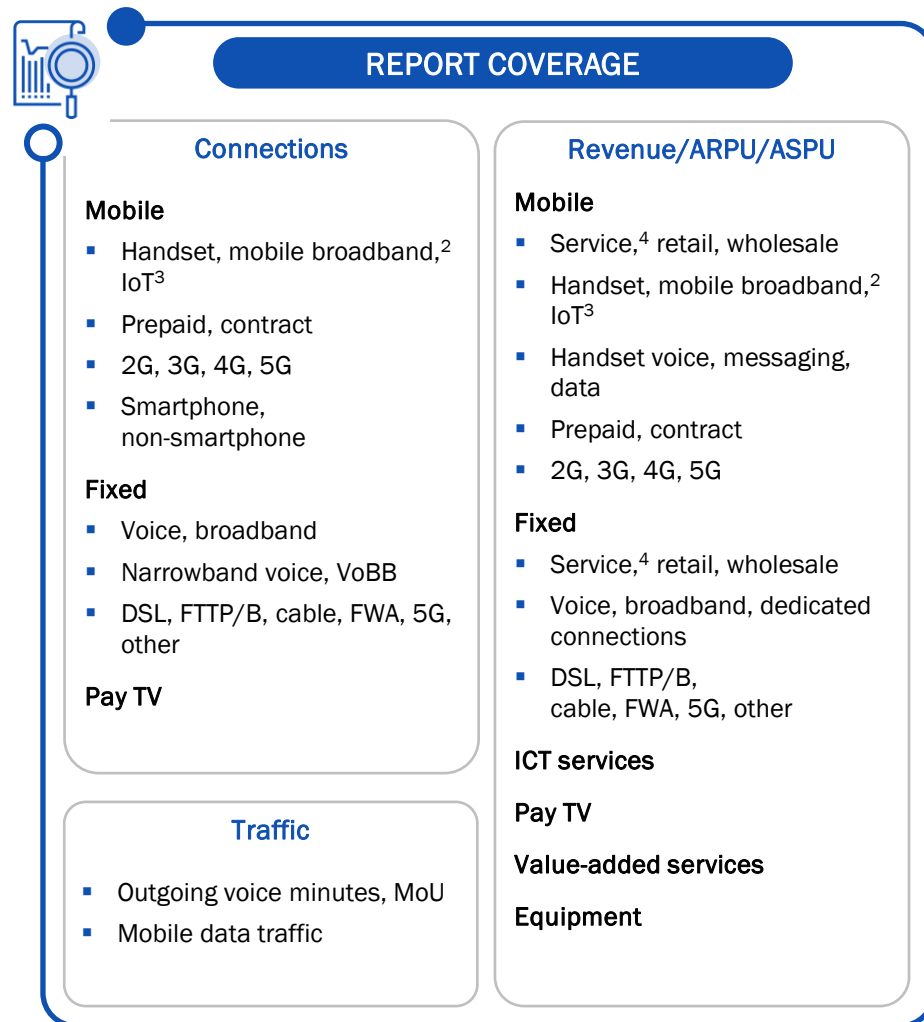 REPORT COVERAGE
Connections
Mobile
▪ Handset, mobile broadband,²
IoT³
▪ Prepaid, contract
▪ 2G, 3G, 4G, 5G
▪ Smartphone,
non-smartphone
Fixed
▪ Voice, broadband
▪ Narrowband voice, VoBB
▪ DSL, FTTP/B, cable, FWA, 5G,
other
Pay TV
Traffic
▪ Outgoing voice minutes, MoU
▪ Mobile data traffic
Revenue/ARPU/ASPU
Mobile
▪ Service,⁴ retail, wholesale
▪ Handset, mobile broadband,²
IoT³
▪ Handset voice, messaging,
data
▪ Prepaid, contract
▪ 2G, 3G, 4G, 5G
Fixed
▪ Service,⁴ retail, wholesale
▪ Voice, broadband, dedicated
connections
▪ DSL, FTTP/B,
cable, FWA, 5G, other
ICT services
Pay TV
Value-added services
Equipment